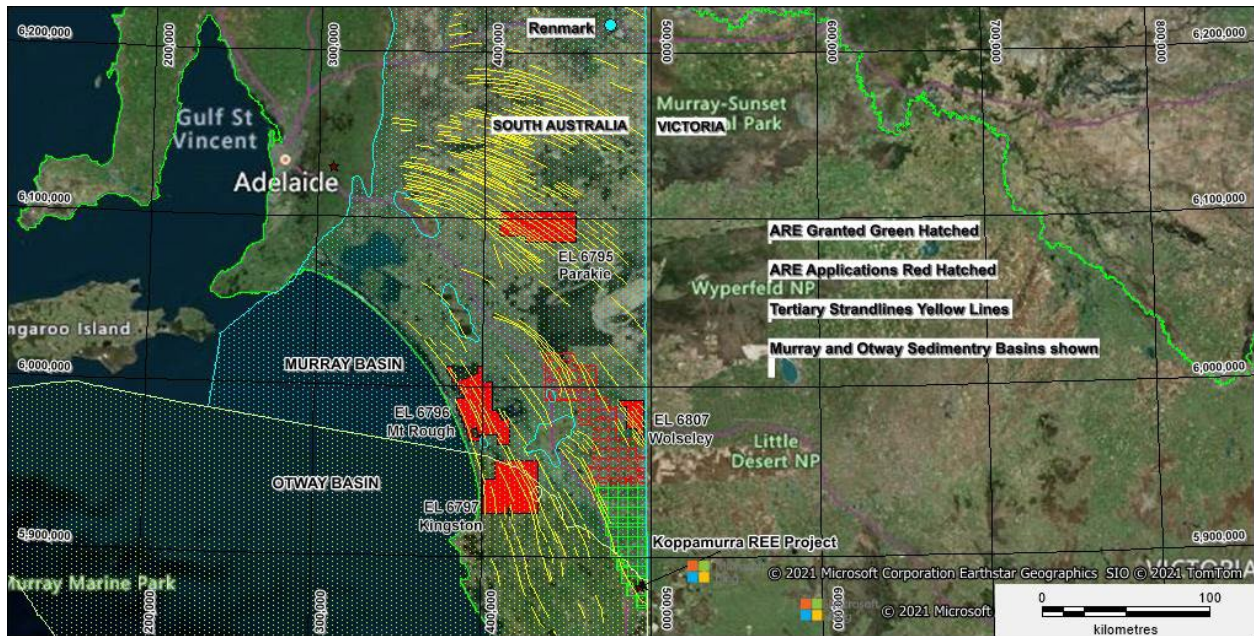 6,200,000
200,000
300,000
400,000
Renmark
500,000
600,000
700,000
800,000
6,200,000
Gulf St
Vincent
SOUTH AUSTRALIA
VICTORIA
Murray-Sunset
al Park
Adelaide
6,100,000
6,100,000
EL 6795
Parakie
ARE Granted Green Hatched
ARE Applications Red Hatched
Wyperfeld NP
Tertiary Strandlines Yellow Lines
Murray and Otway Sedimentry Basins shown
ngaroo Island
MURRAY BASIN
6,000,000
6,000,000
EL 6796
Mt Rough
EL 6807
Wolseley
Little
Desert NP
OTWAY BASIN
EL 6797
Kingston
5,900,000
5,900,000
Koppamurra REE Project
Murray Marine Park
VICTORIA
© 2021 Microsoft Corporation Earthstar Geographics SIO © 2021 TomTom
© 2021 Microsoft
200,000
300,000
400,000
500,000
600,000
0
100
kilometres